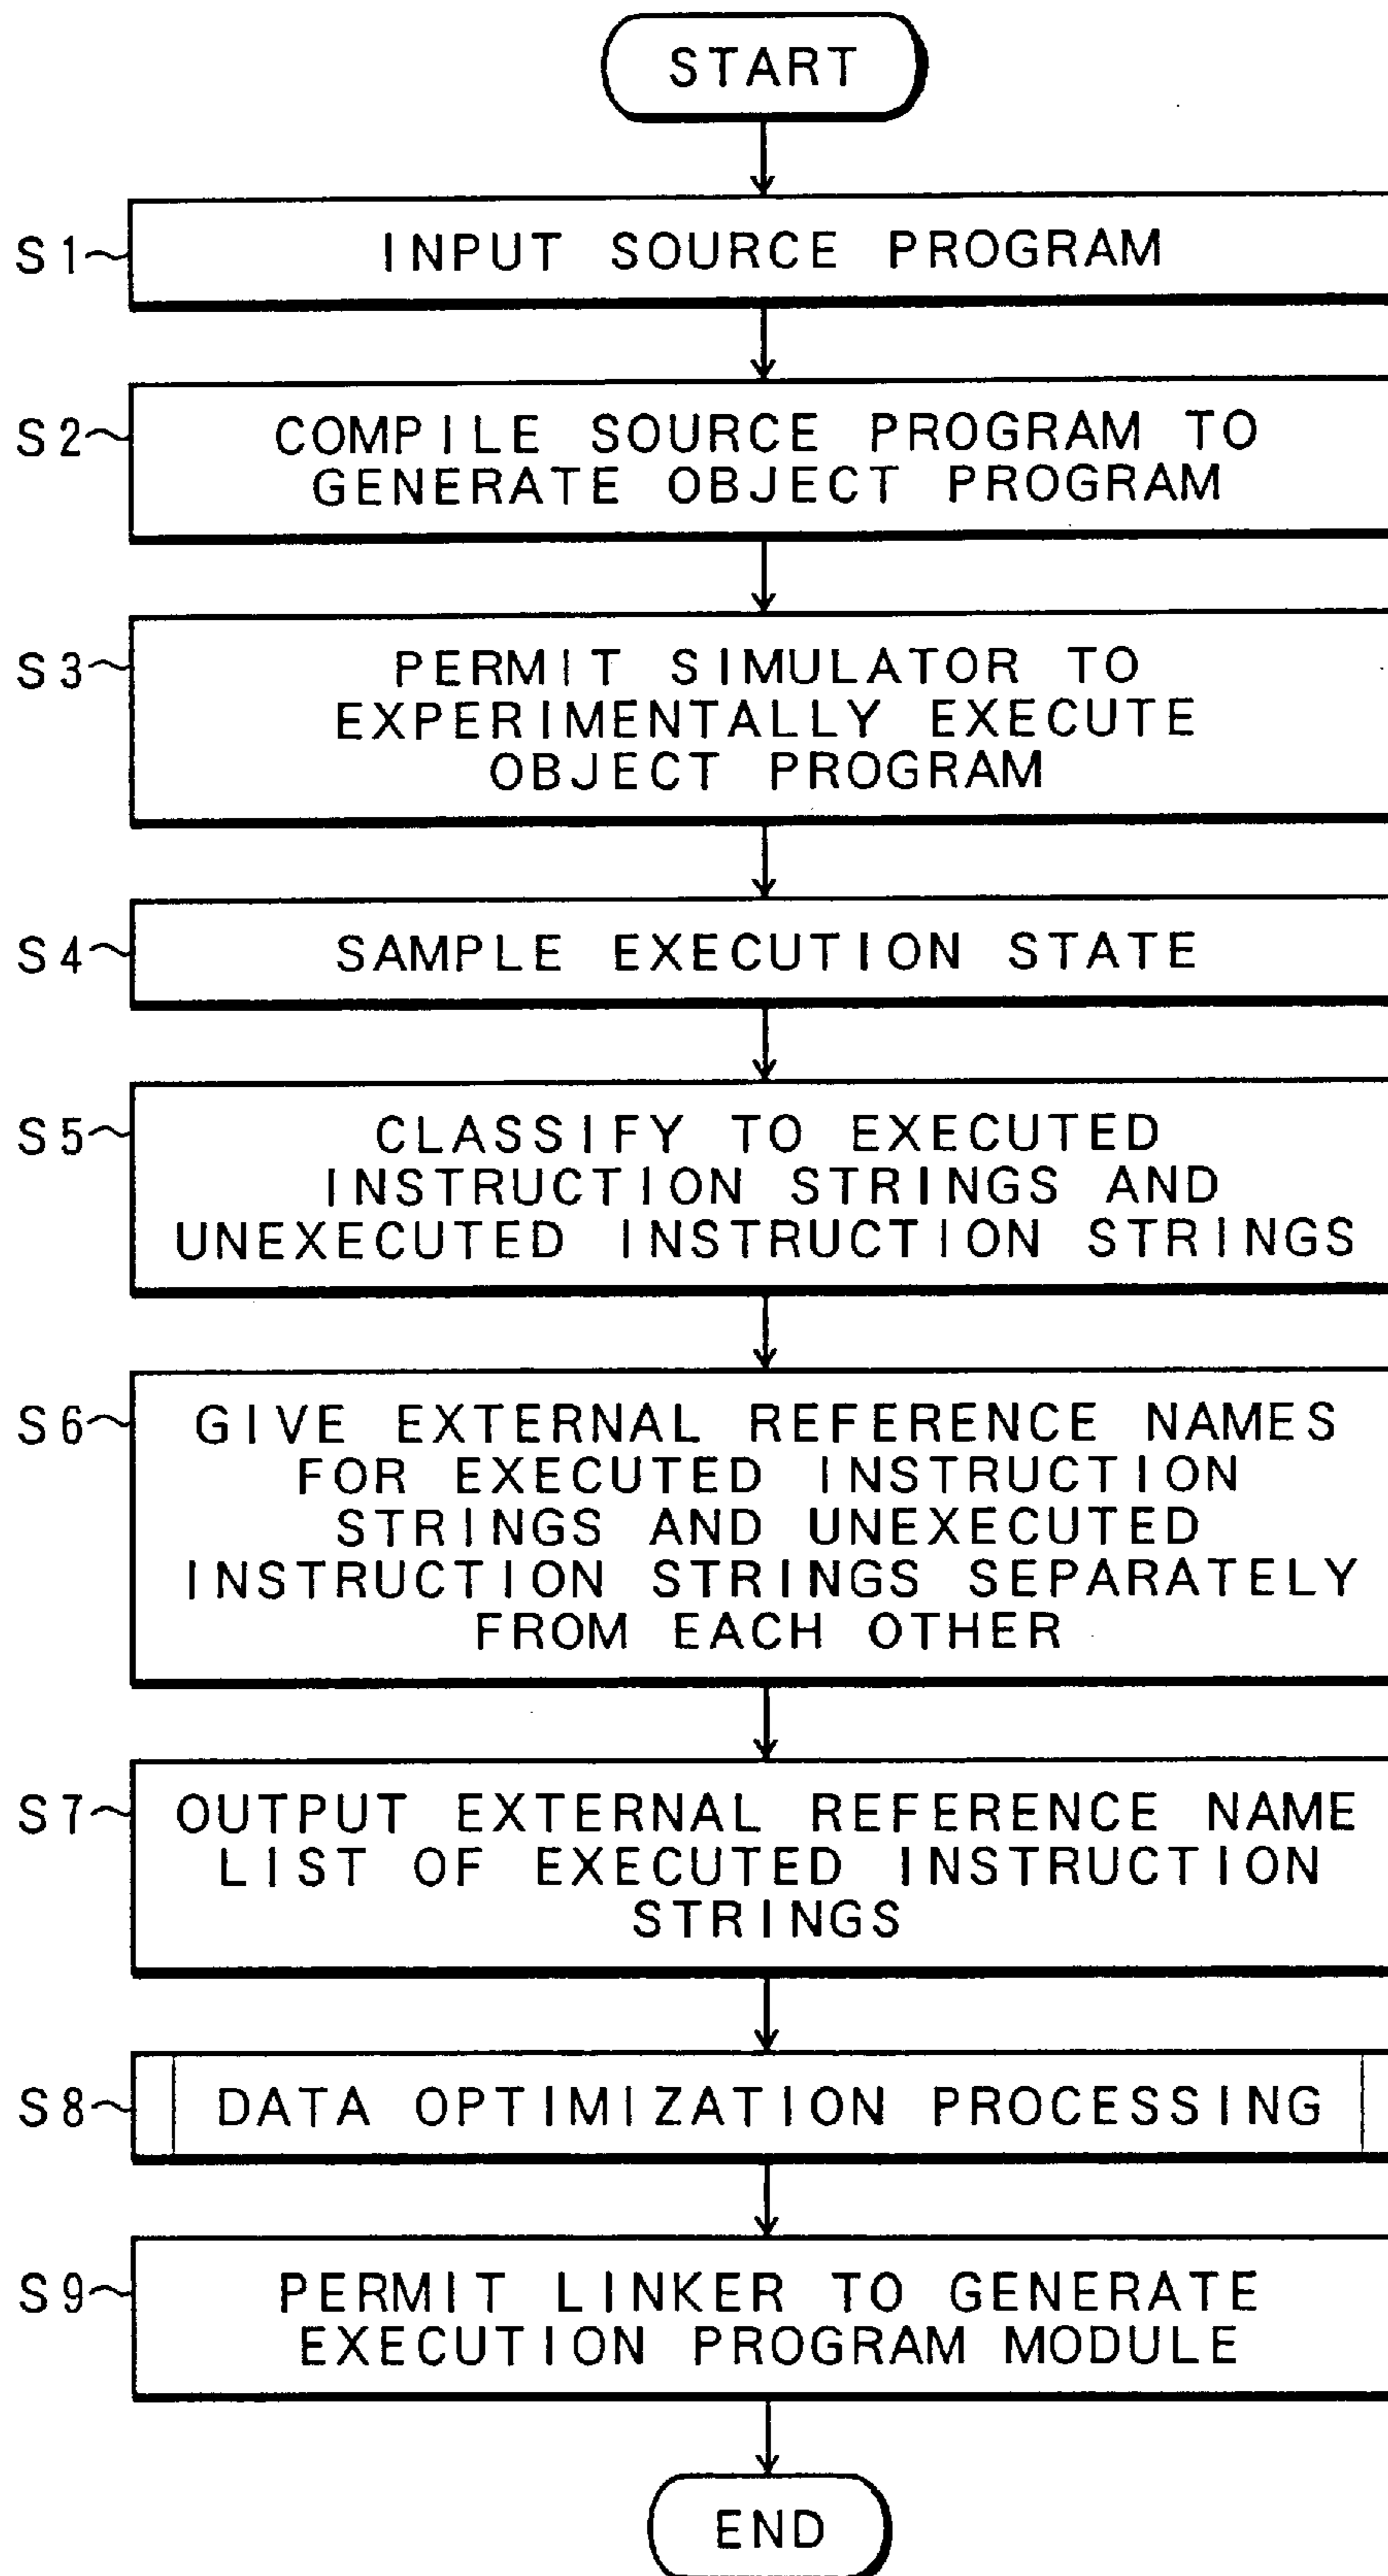 START
S1 INPUT SOURCE PROGRAM
S2 COMPILE SOURCE PROGRAM TO
GENERATE OBJECT PROGRAM
S3 PERMIT SIMULATOR TO
EXPERIMENTALLY EXECUTE
OBJECT PROGRAM
S4 SAMPLE EXECUTION STATE
S5 CLASSIFY TO EXECUTED
INSTRUCTION STRINGS AND
UNEXECUTED INSTRUCTION STRINGS
S6 GIVE EXTERNAL REFERENCE NAMES
FOR EXECUTED INSTRUCTION
STRINGS AND UNEXECUTED
INSTRUCTION STRINGS SEPARATELY
FROM EACH OTHER
S7 OUTPUT EXTERNAL REFERENCE NAME
LIST OF EXECUTED INSTRUCTION
STRINGS
S8 DATA OPTIMIZATION PROCESSING
S9 PERMIT LINKER TO GENERATE
EXECUTION PROGRAM MODULE
END